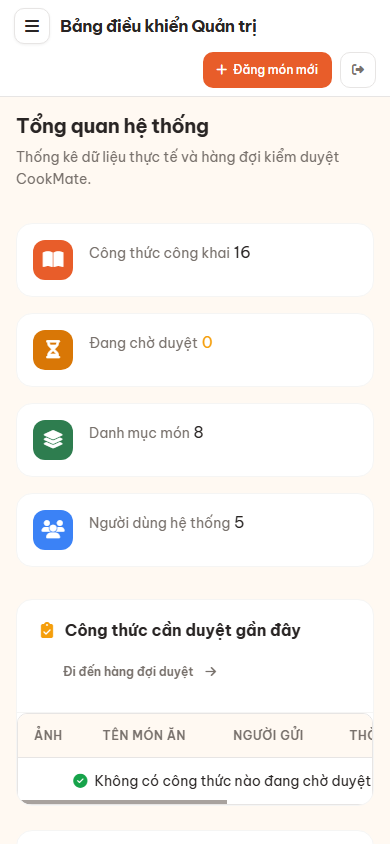 Bảng điều khiển Quản trị
Đăng món mới
Tổng quan hệ thống
Thống kê dữ liệu thực tế và hàng đợi kiểm duyệt
CookMate.
Công thức công khai 16
Đang chờ duyệt 0
Danh mục món 8
Người dùng hệ thống 5
Công thức cần duyệt gần đây
Đi đến hàng đợi duyệt
ẢNH TÊN MÓN ĂN NGƯỜI GỬI
Không có công thức nào đang chờ duyệt